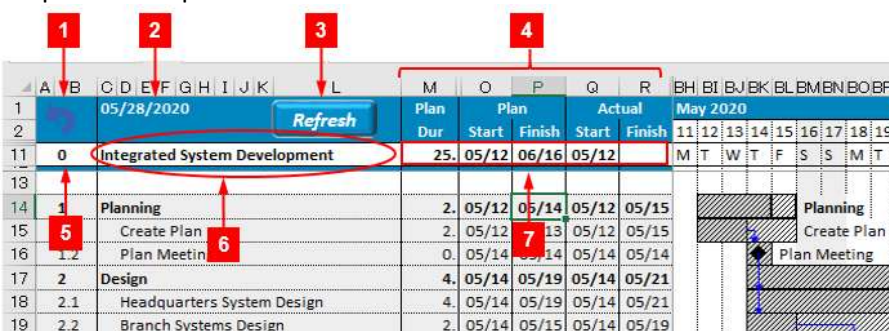 1 2 3 4
A B C D E F G H I J K L M O P Q R BH BI BJ BK BL BM BN BO BP
1 05/28/2020 Refresh Plan Plan Actual May 2020
2 Dur Start Finish Start Finish 11 12 13 14 15 16 17 18 19
11 0 Integrated System Development 25. 05/12 06/16 05/12 M T W T F S S M T
13
14 1 Planning 2. 05/12 05/14 05/12 05/15 Planning
15 Create Plan 2. 05/12 13 05/12 05/15 Create Plan
5 6 7
16 1.2 Plan Meetin 0. 05/14 /14 05/14 05/14 Plan Meeting
17 2 Design 4. 05/14 05/19 05/14 05/21
18 2.1 Headquarters System Design 4. 05/14 05/19 05/14 05/21
19 2.2 Branch Systems Design 2. 05/14 05/15 05/14 05/19